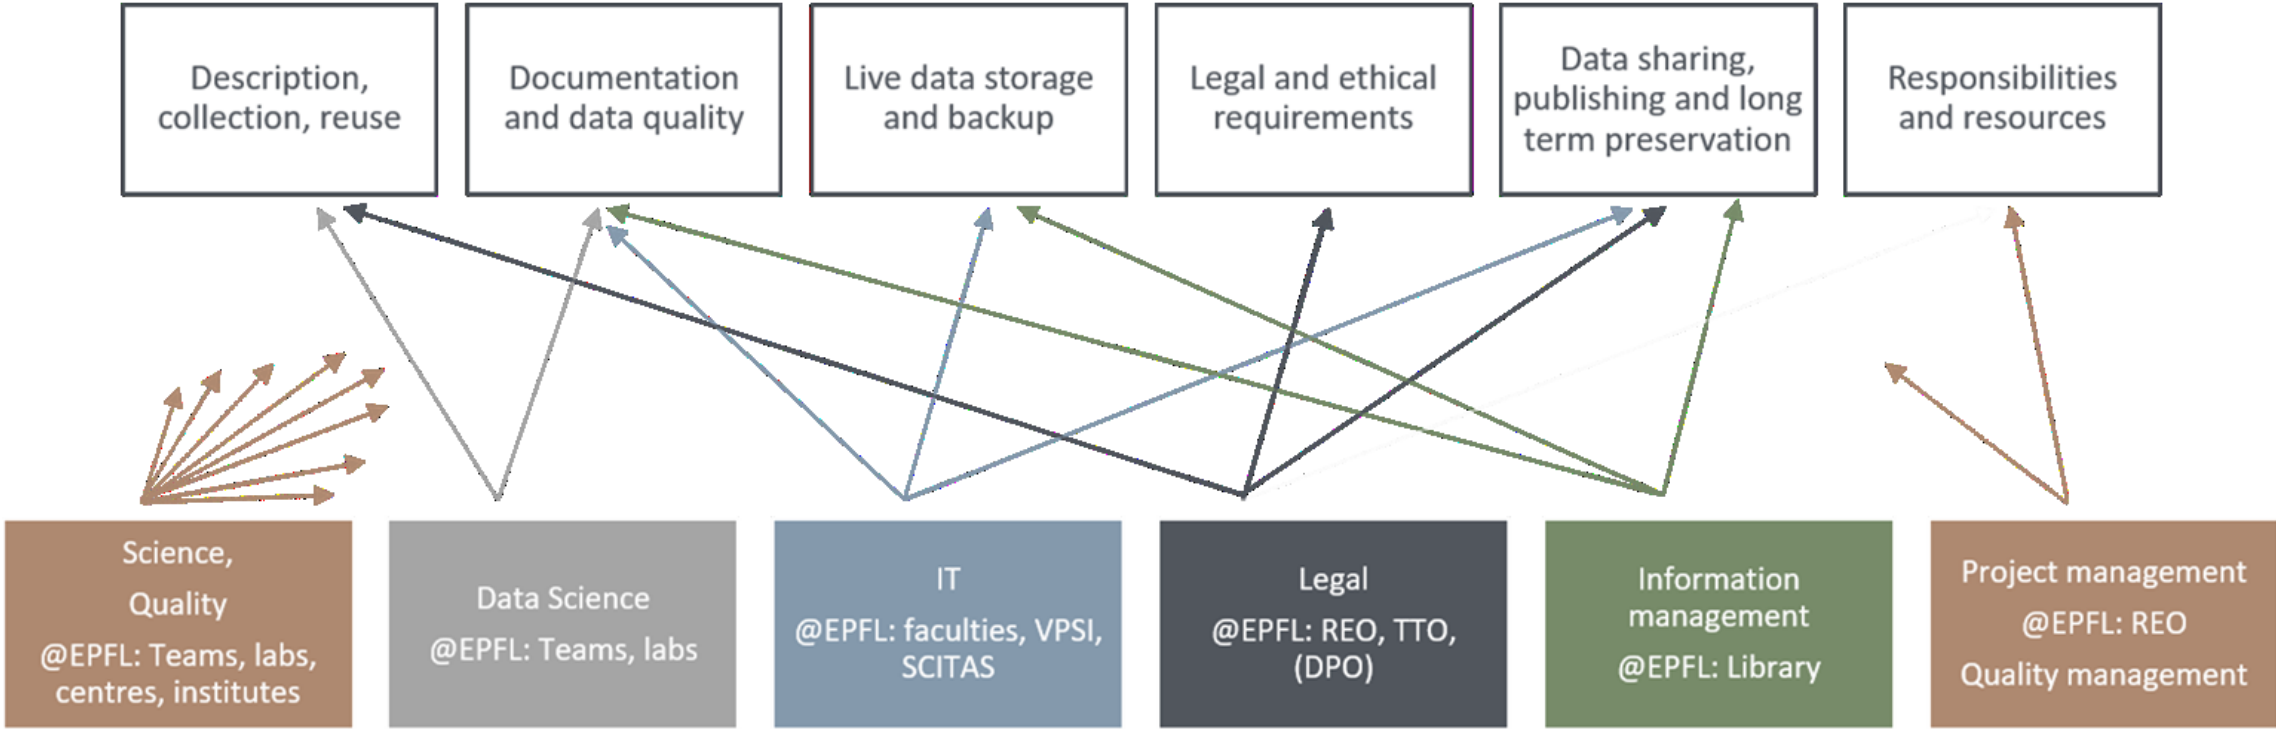 Description,
collection, reuse
Documentation
and data quality
Live data storage
and backup
Legal and ethical
requirements
Data sharing,
publishing and long
term preservation
Responsibilities
and resources
Science,
Quality
@EPFL: Teams, labs,
centres, institutes
Data Science
@EPFL: Teams, labs
IT
@EPFL: faculties, VPSI,
SCITAS
Legal
@EPFL: REO, TTO,
(DPO)
Information
management
@EPFL: Library
Project management
@EPFL: REO
Quality management